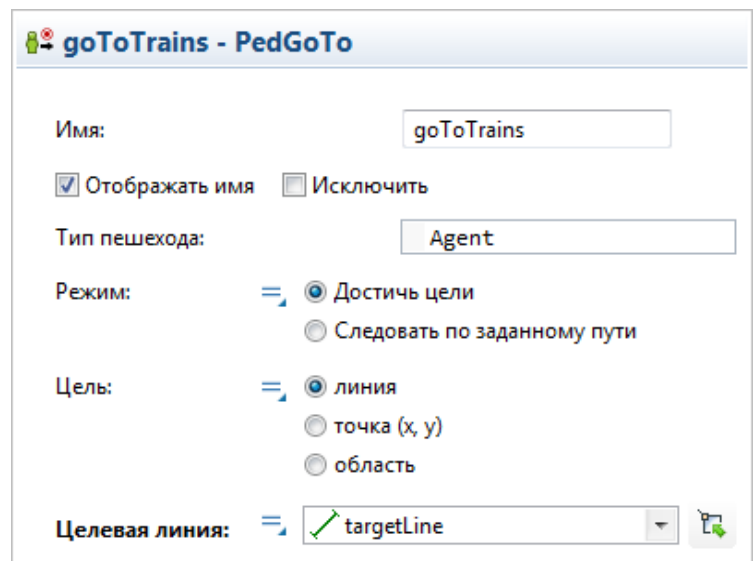 goToTrains - PedGoTo
Имя: goToTrains
Отображать имя Исключить
Тип пешехода: Agent
Режим: Достичь цели
Следовать по заданному пути
Цель: линия
точка (x, y)
область
Целевая линия: targetLine